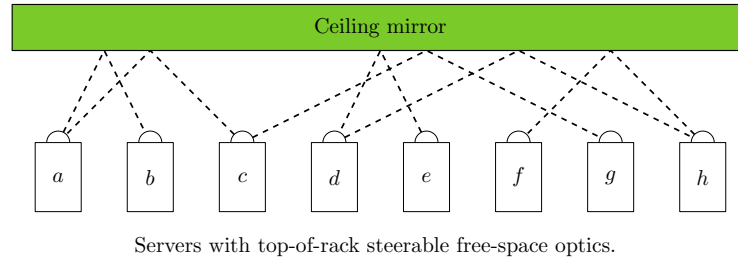 Ceiling mirror
a b c d e f g h
Servers with top-of-rack steerable free-space optics.